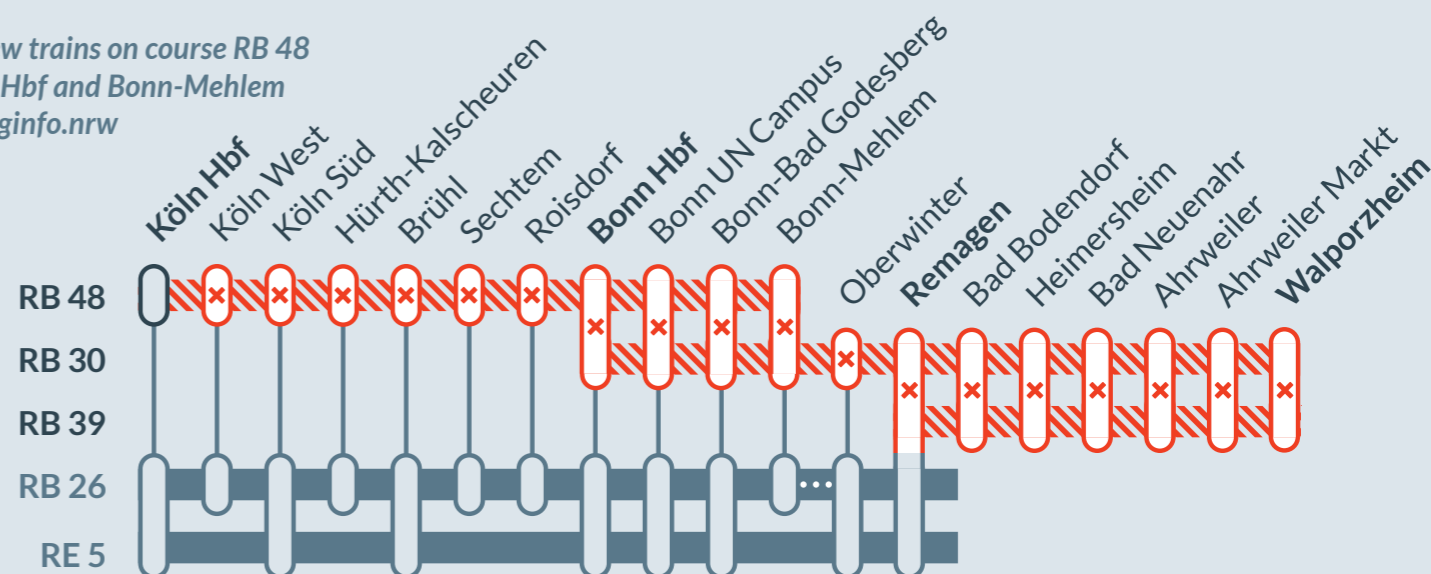 w trains on course RB 48
Hbf and Bonn-Mehlem
ginfo.nrw
Köln Hbf
Köln West
Köln Süd
Hürth-Kalscheuren
Brühl
Sechtem
Roisdorf
Bonn Hbf
Bonn UN Campus
Bonn-Bad Godesberg
Bonn-Mehlem
Oberwinter
Remagen
Bad Bodendorf
Heimersheim
Bad Neuenahr
Ahrweiler
Ahrweiler Markt
Walporzheim
RB 48
RB 30
RB 39
RB 26
RE 5